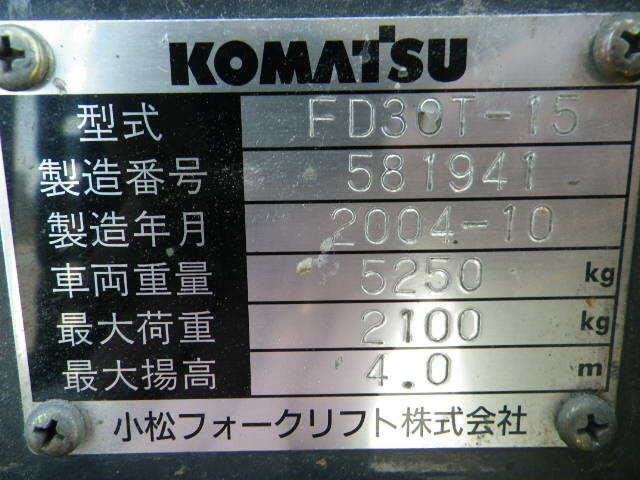 KOMATSU
型式 FD30T-15
製造番号 581941
製造年月 2004-10
車両重量 5250 kg
最大荷重 2100 kg
最大揚高 4.0 m
小松フォークリフト株式会社